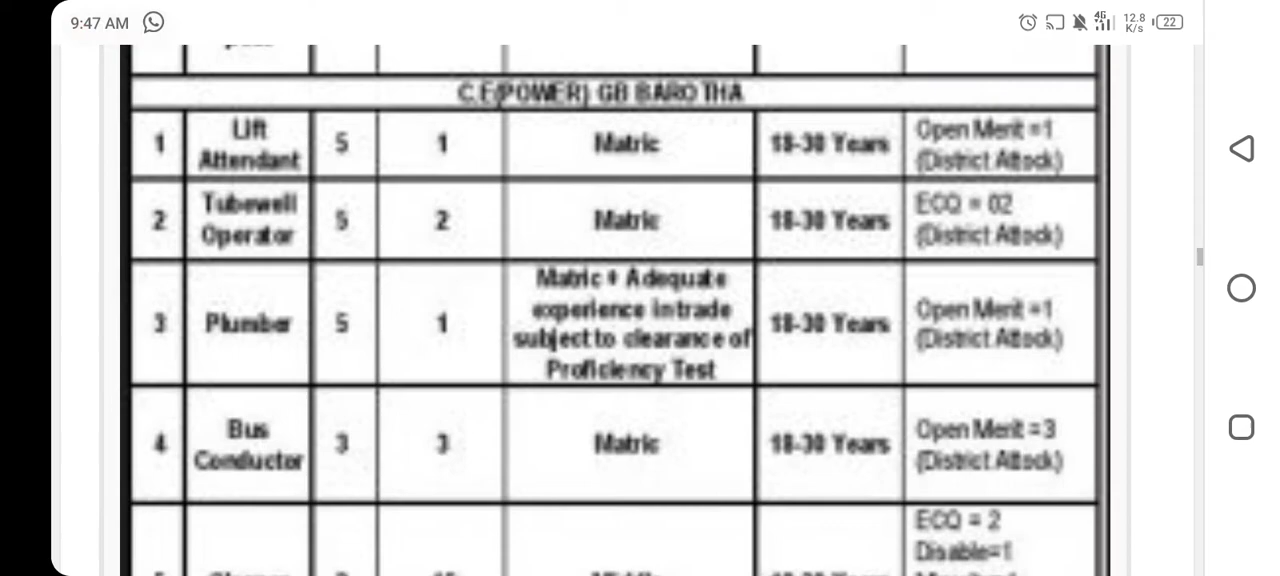 9:47 AM
4G
12.8 K/s
22
C.E(POWER) GB BAROTHA
1 Lift Attendant 5 1 Matric 18-30 Years Open Merit =1 (District Attock)
2 Tubewell Operator 5 2 Matric 18-30 Years ECQ = 02 (District Attock)
3 Plumber 5 1 Matric + Adequate experience in trade subject to clearance of Proficiency Test 18-30 Years Open Merit =1 (District Attock)
4 Bus Conductor 3 3 Matric 18-30 Years Open Merit =3 (District Attock)
ECQ = 2
Disable=1